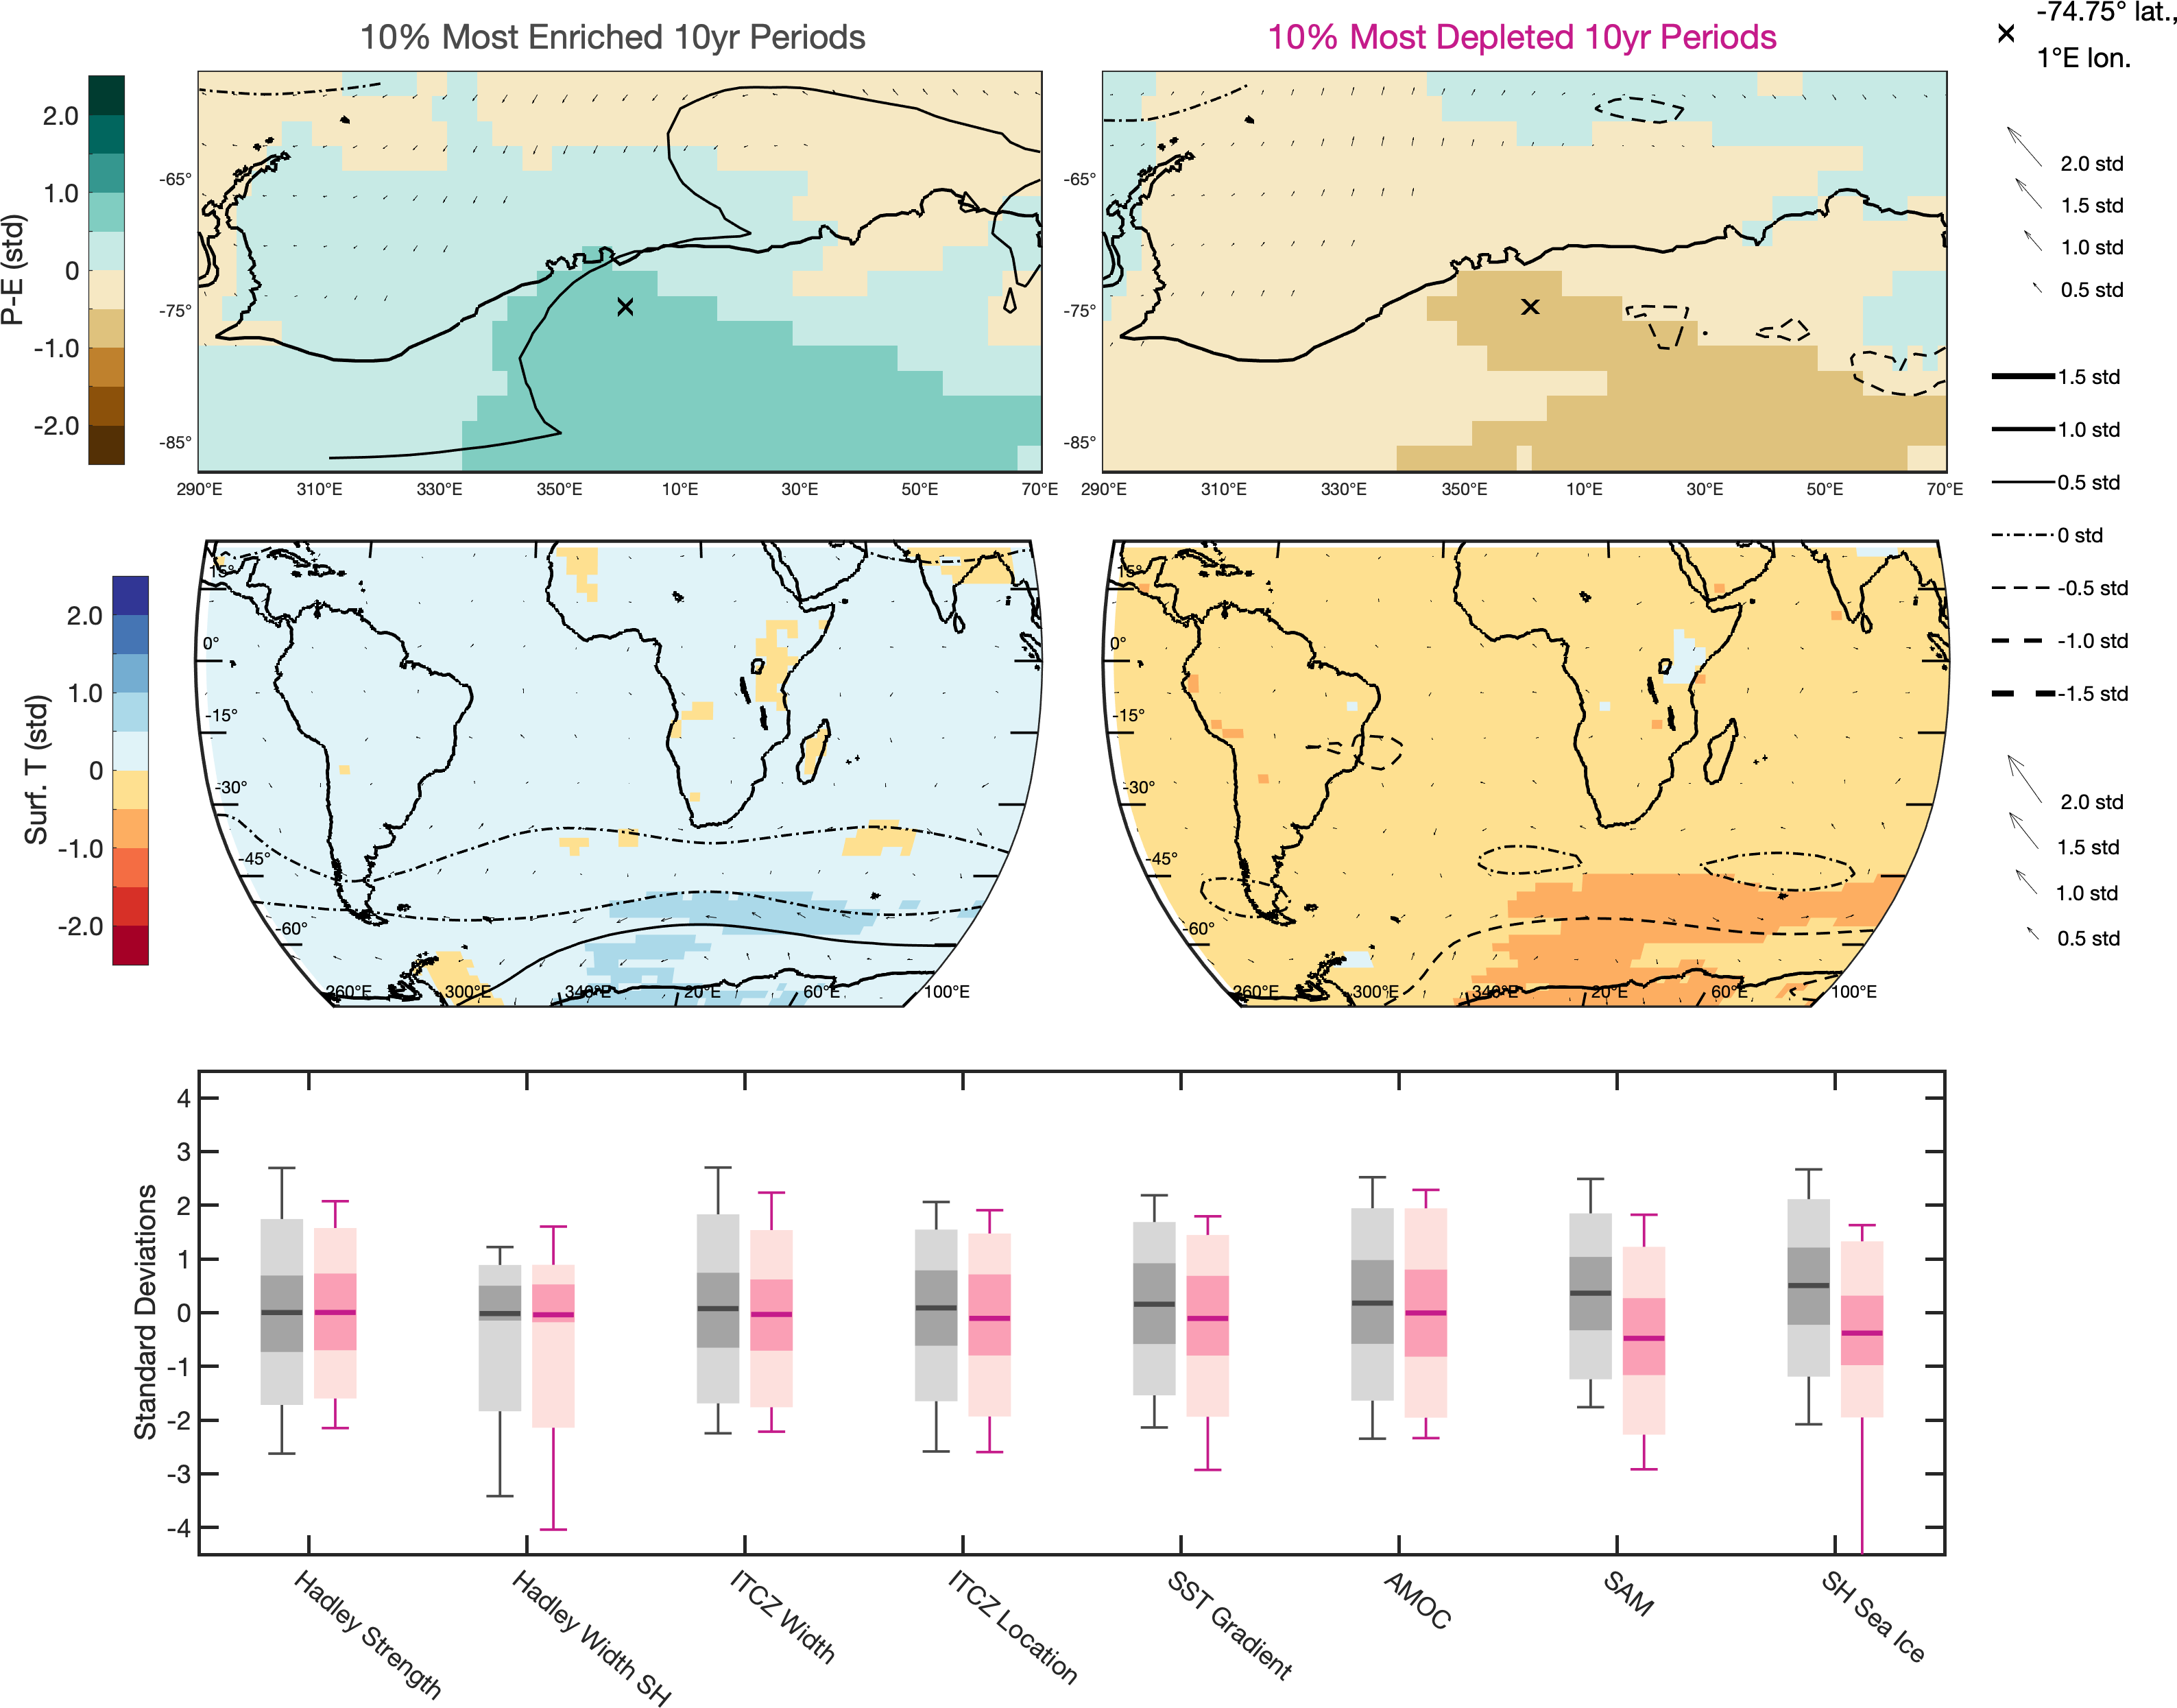 10% Most Enriched 10yr Periods
10% Most Depleted 10yr Periods
-74.75° lat.,
1°E lon.
P-E (std)
2.0
1.0
0
-1.0
-2.0
-65°
-75°
-85°
290°E 310°E 330°E 350°E 10°E 30°E 50°E 70°E
-65°
-75°
-85°
290°E 310°E 330°E 350°E 10°E 30°E 50°E 70°E
2.0 std
1.5 std
1.0 std
0.5 std
1.5 std
1.0 std
0.5 std
0 std
-0.5 std
-1.0 std
-1.5 std
2.0 std
1.5 std
1.0 std
0.5 std
Surf. T (std)
2.0
1.0
0
-1.0
-2.0
15°
0°
-15°
-30°
-45°
-60°
260°E 300°E 340°E 20°E 60°E 100°E
15°
0°
-15°
-30°
-45°
-60°
260°E 300°E 340°E 20°E 60°E 100°E
Standard Deviations
4
3
2
1
0
-1
-2
-3
-4
Hadley Strength
Hadley Width SH
ITCZ Width
ITCZ Location
SST Gradient
AMOC
SAM
SH Sea Ice